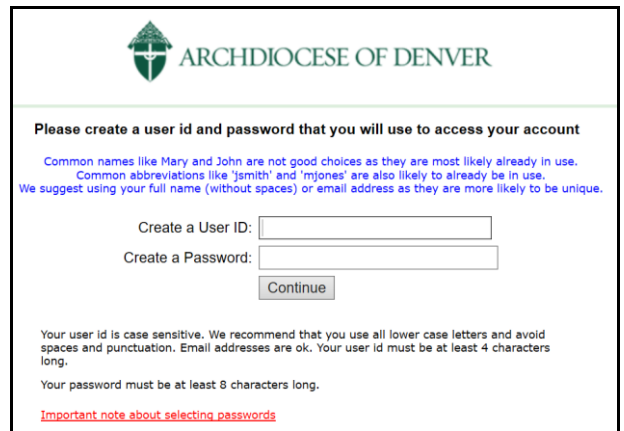 ARCHDIOCESE OF DENVER
Please create a user id and password that you will use to access your account
Common names like Mary and John are not good choices as they are most likely already in use.
Common abbreviations like 'jsmith' and 'mjones' are also likely to already be in use.
We suggest using your full name (without spaces) or email address as they are more likely to be unique.
Create a User ID:
Create a Password:
Continue
Your user id is case sensitive. We recommend that you use all lower case letters and avoid
spaces and punctuation. Email addresses are ok. Your user id must be at least 4 characters
long.
Your password must be at least 8 characters long.
Important note about selecting passwords